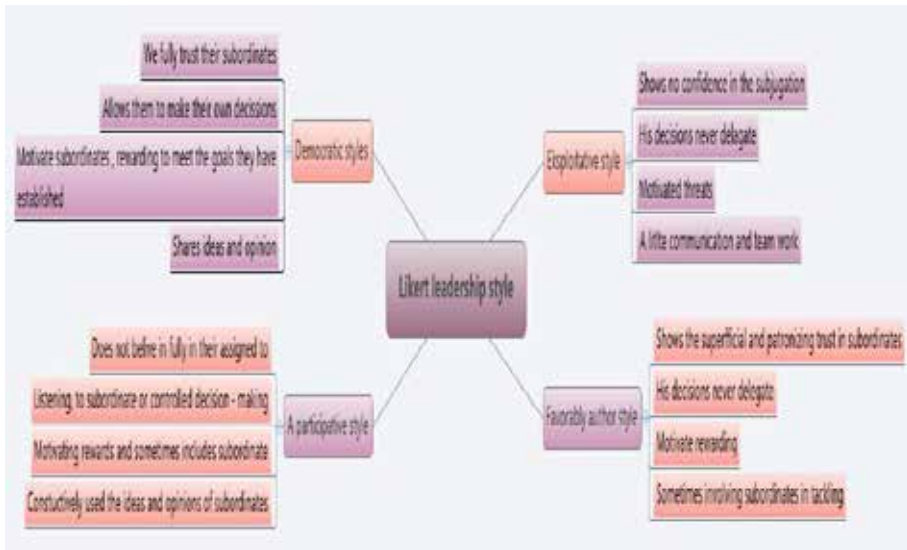 Likert leadership style
Democratic styles
We fully trust their subordinates
Allows them to make their own decisions
Motivate subordinates , rewarding to meet the goals they have
established
Shares ideas and opinion
Eisploitative style
Shows no confidence in the subjugation
His decisions never delegate
Motivated threats
A litte communication and team work
A participative style
Does not befire in fully in their assigned to
Listening, to subordinate or controlled decision - making
Motivating rewards and sometimes includes subordinate
Constuctively used the ideas and opinions of subordinates
Favorably author style
Shows the superfficial and patronizing trust in subordinates
His decisions never delegate
Motivate rewarding
Sometimes involving subordinates in tackling